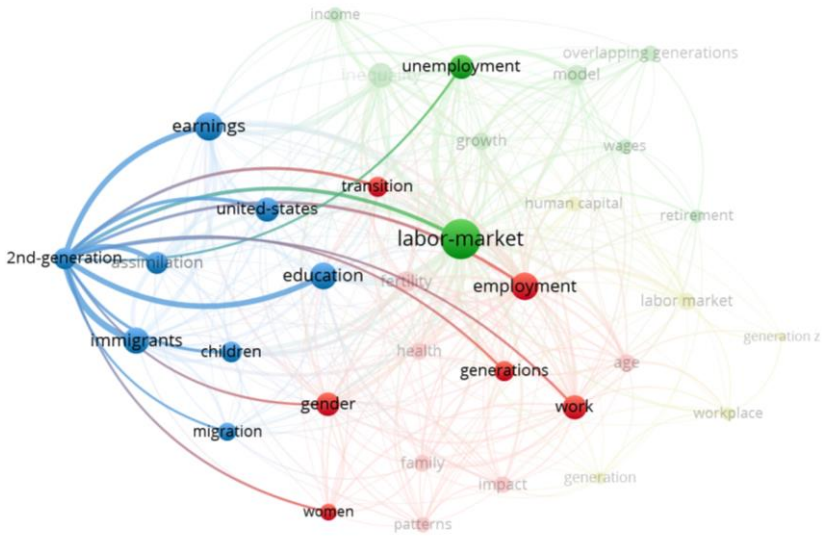 income
unemployment
overlapping generations
inequality
model
earnings
growth
wages
transition
human capital
united-states
retirement
labor-market
2nd-generation
assimilation
education
fertility
employment
labor market
immigrants
children
health
generation z
age
generations
gender
work
workplace
migration
family
generation
impact
women
patterns